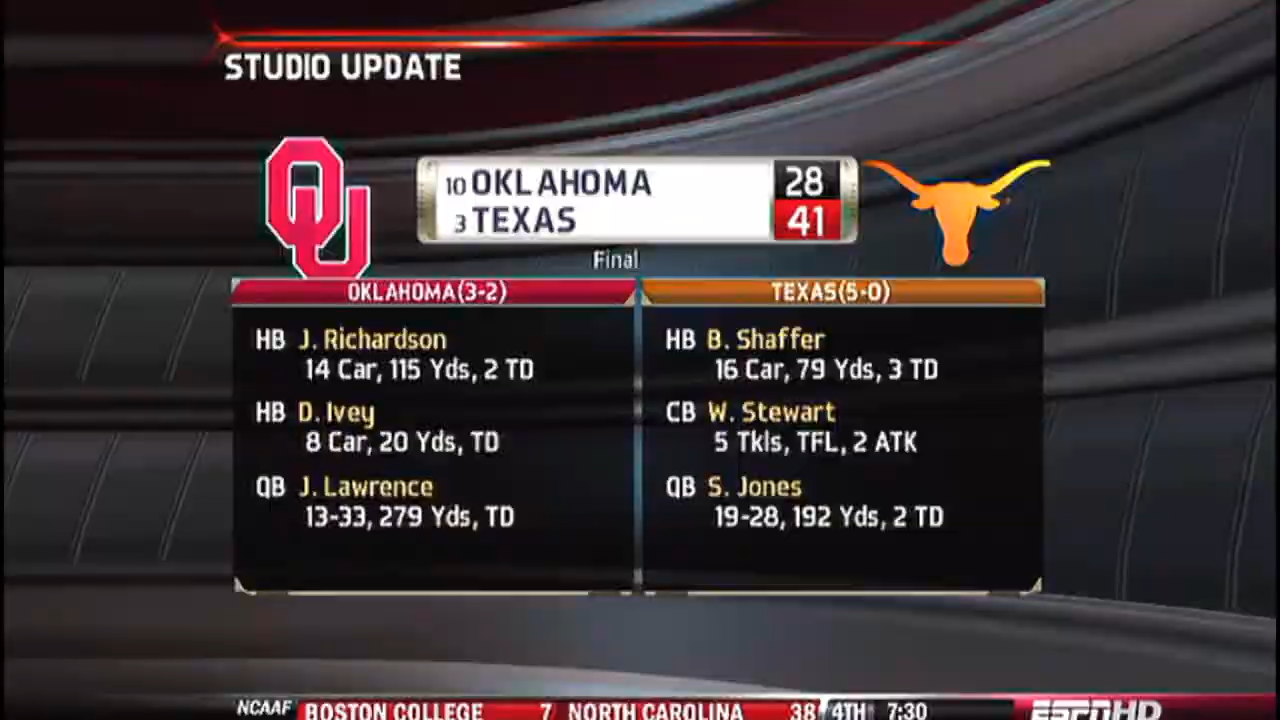 STUDIO UPDATE
OU
10 OKLAHOMA 28
3 TEXAS 41
Final
OKLAHOMA(3-2)
HB J. Richardson
14 Car, 115 Yds, 2 TD
HB D. Ivey
8 Car, 20 Yds, TD
QB J. Lawrence
13-33, 279 Yds, TD
TEXAS(5-0)
HB B. Shaffer
16 Car, 79 Yds, 3 TD
CB W. Stewart
5 Tkls, TFL, 2 ATK
QB S. Jones
19-28, 192 Yds, 2 TD
NCAAF BOSTON COLLEGE 7 NORTH CAROLINA 38 4TH 7:30 ESPNHD